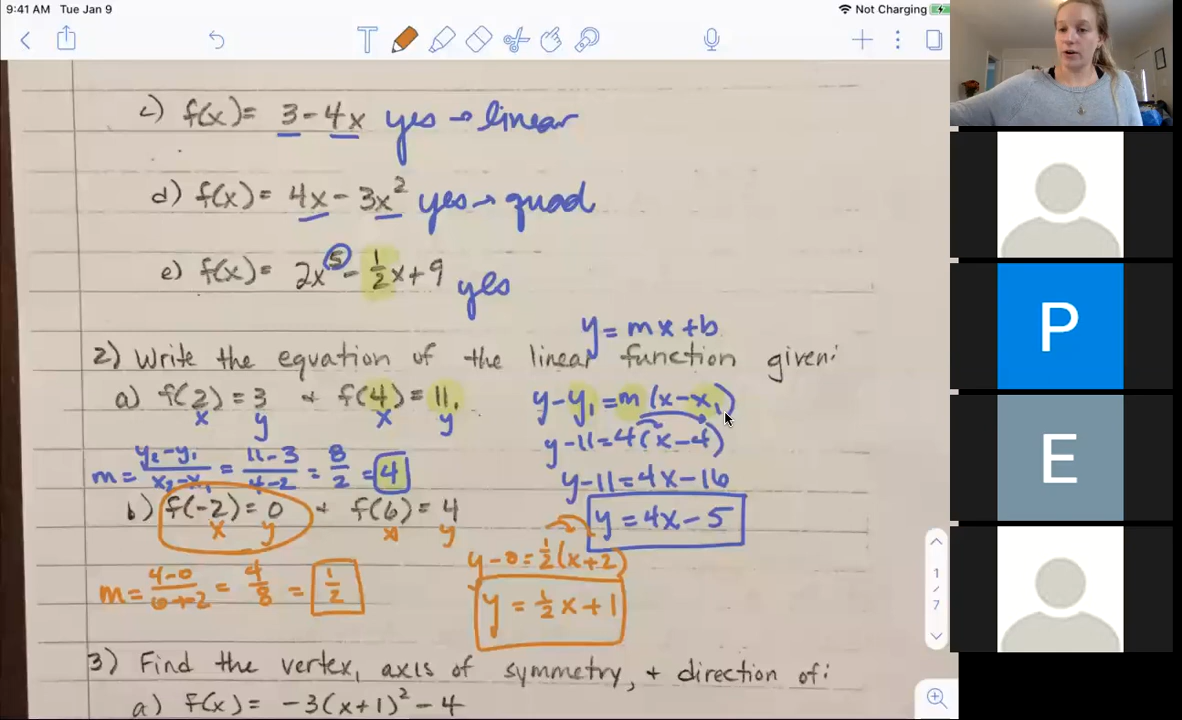 9:41 AM Tue Jan 9
Not Charging
c) f(x) = 3 - 4x yes → linear
d) f(x) = 4x - 3x² yes → quad
e) f(x) = 2x⁵ - ½x + 9 yes
y = mx + b
2) Write the equation of the linear function given:
a) f(2) = 3 + f(4) = 11,
x y x y
y - y₁ = m(x - x₁)
y - 11 = 4(x - 4)
m = y₂ - y₁ / x₂ - x₁ = 11 - 3 / 4 - 2 = 8/2 = 4
y - 11 = 4x - 16
y = 4x - 5
b) f(-2) = 0 + f(6) = 4
x y x y
y - 0 = ½(x + 2)
m = 4 - 0 / 6 + +2 = 4/8 = ½
y = ½x + 1
3) Find the vertex, axis of symmetry, + direction of:
a) f(x) = -3(x+1)² - 4
1 / 7
P
E